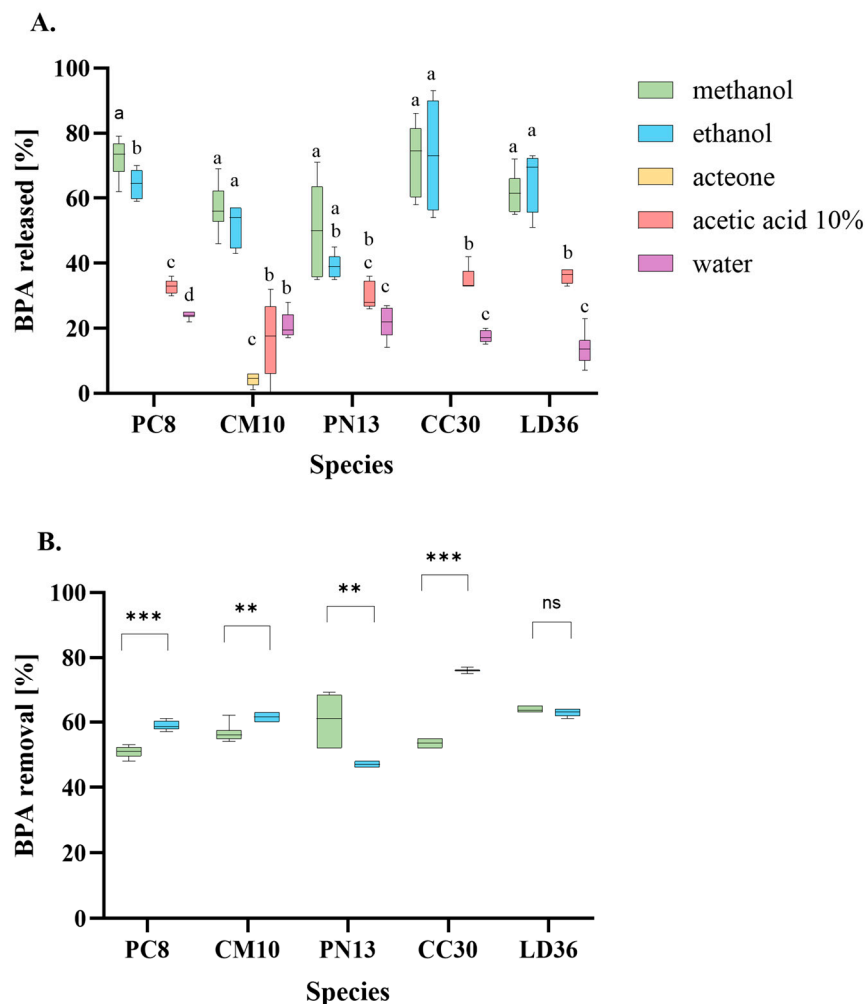 A.
100
80
60
40
20
0
BPA released [%]
a
b
c
d
a
a
c
b
b
a
a
b
b
c
c
a
a
b
c
a
a
b
c
PC8
CM10
PN13
CC30
LD36
Species
methanol
ethanol
acteone
acetic acid 10%
water
B.
100
80
60
40
20
0
BPA removal [%]
***
**
**
***
ns
PC8
CM10
PN13
CC30
LD36
Species